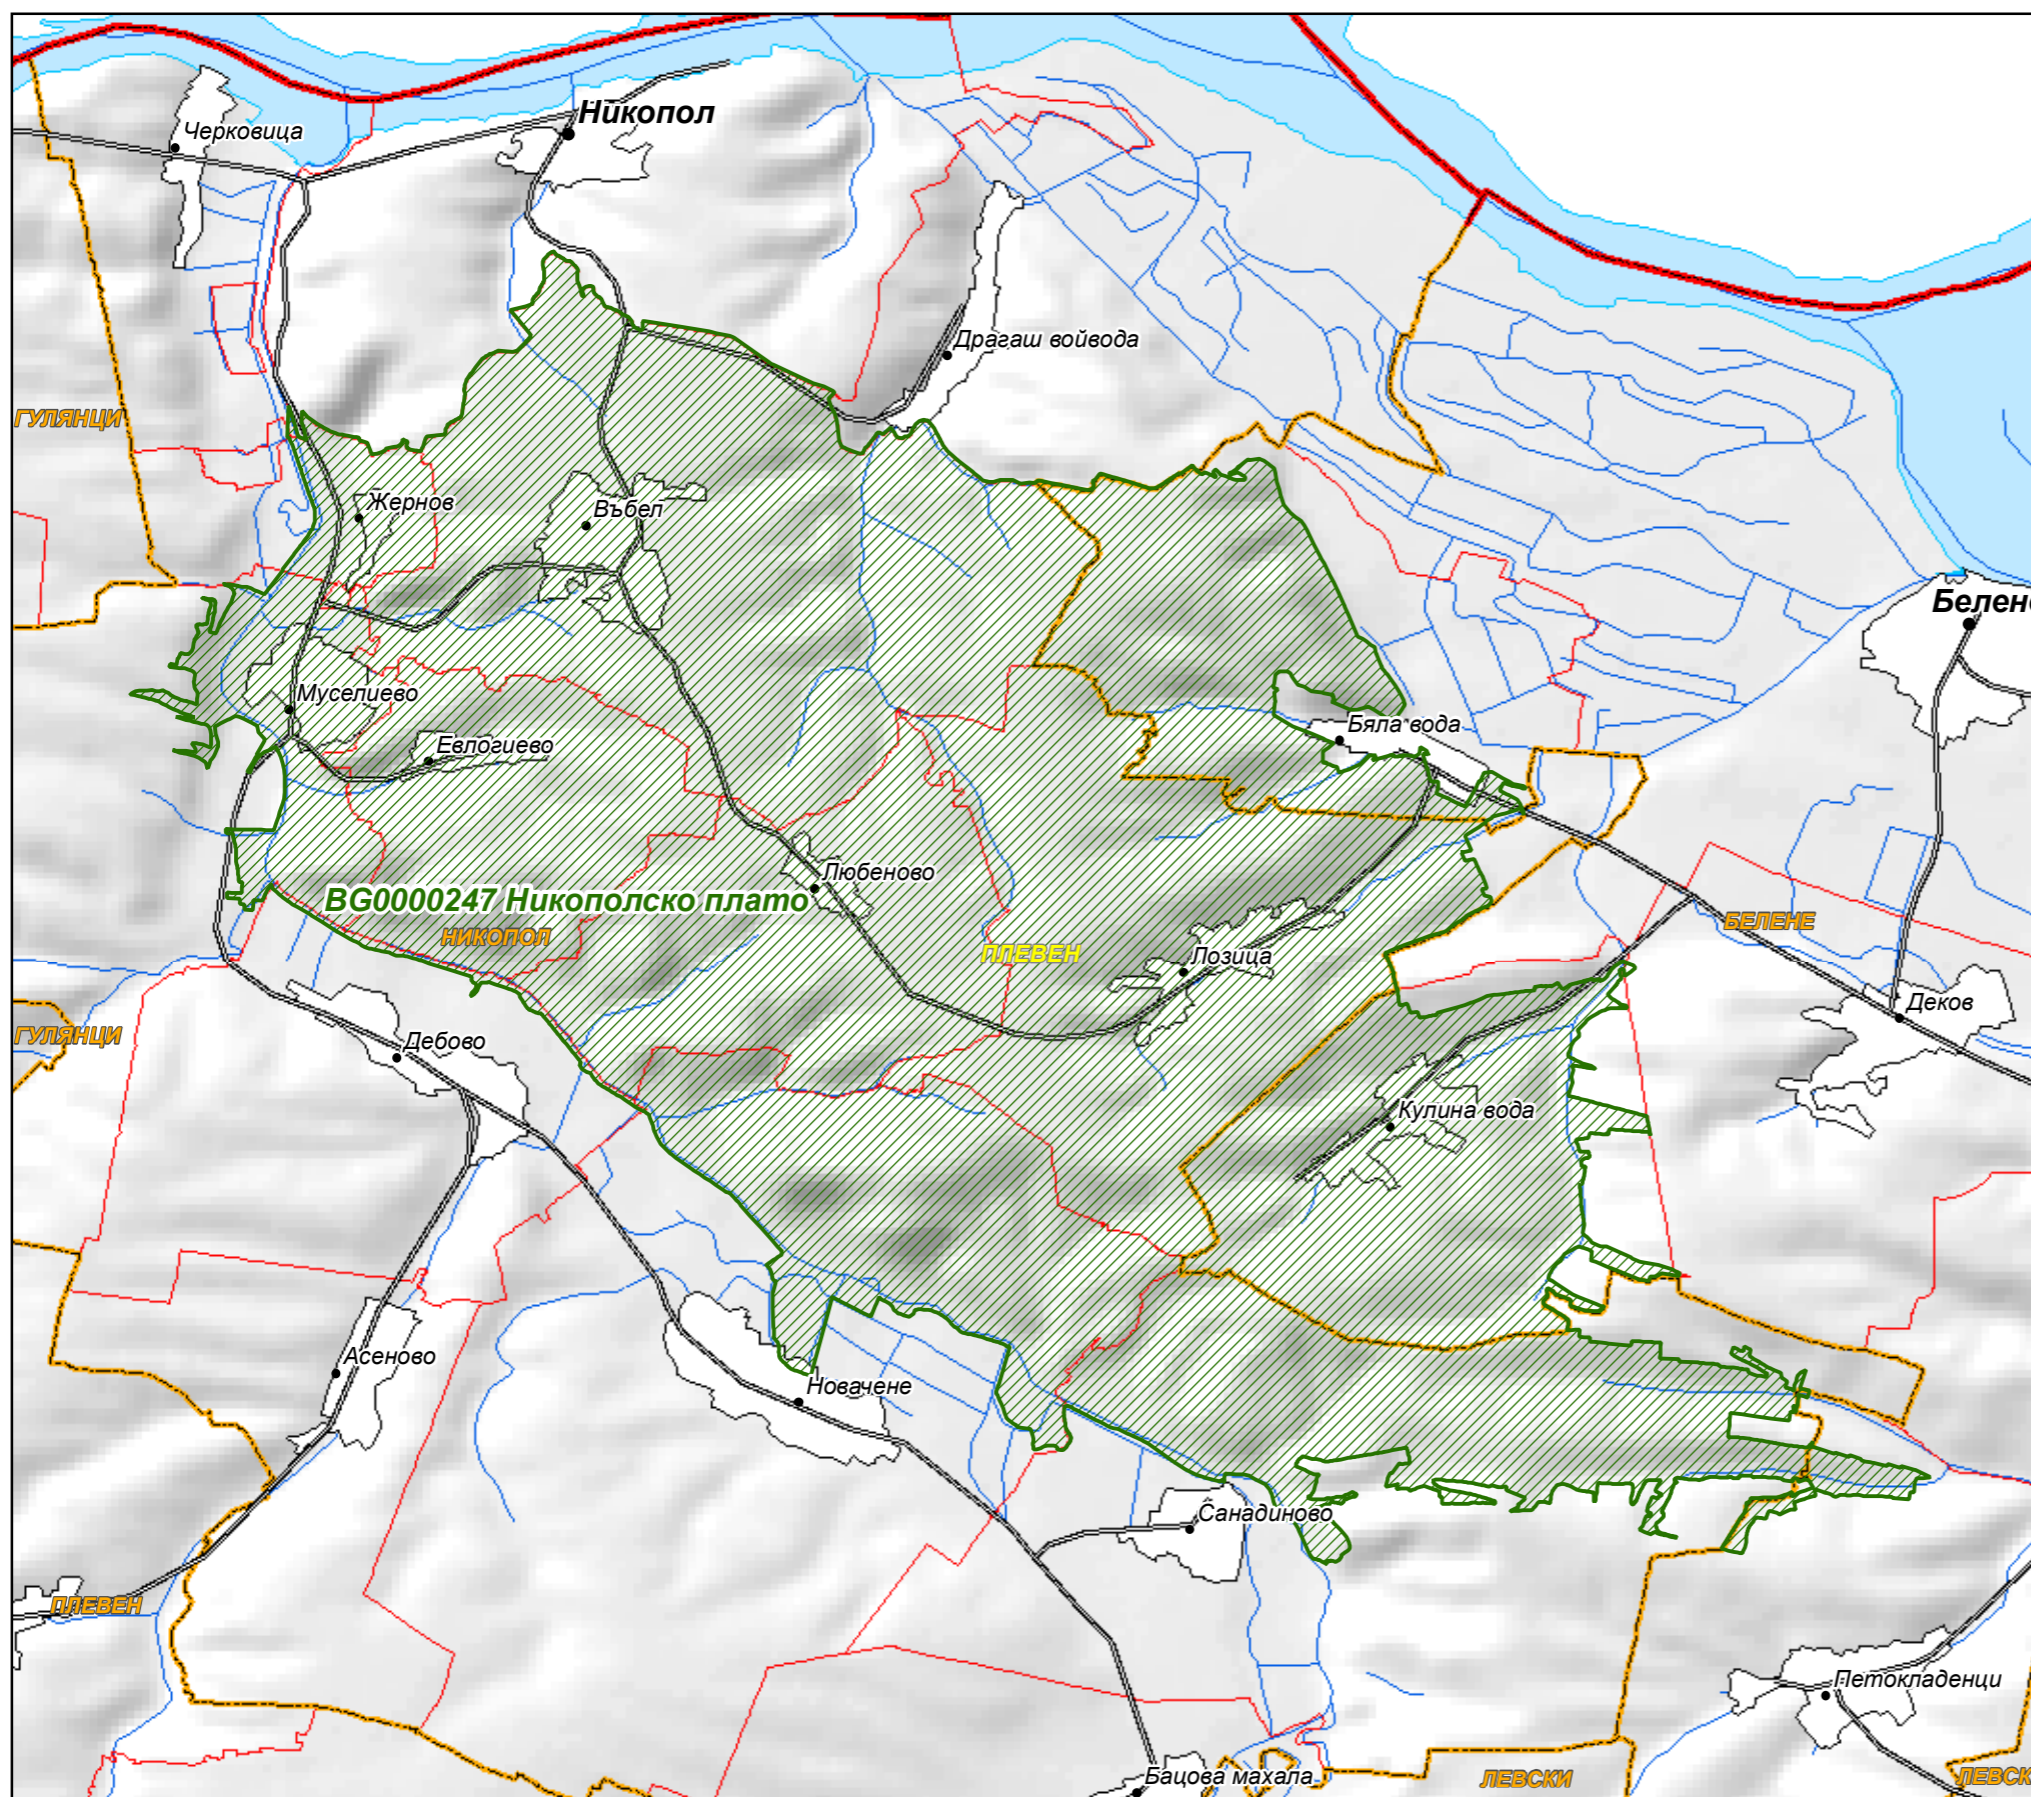 Никопол
Черковица
Драгаш войвода
ГУЛЯНЦИ
Жернов
Въбел
Белене
Муселиево
Бяла вода
Евлогиево
Любеново
BG0000247 Никополско плато
НИКОПОЛ
БЕЛЕНЕ
ПЛЕВЕН
Лозица
Деков
ГУЛЯНЦИ
Дебово
Кулина вода
Асеново
Новачене
Санадиново
ПЛЕВЕН
Петокладенци
Бацова махала
ЛЕВСКИ
ЛЕВСК